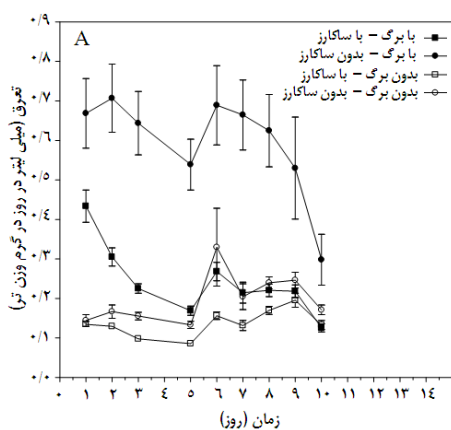 A
با برگ – با ساکارز
با برگ – بدون ساکارز
بدون برگ – با ساکارز
بدون برگ – بدون ساکارز
تعرق (میلی لیتر در روز در گرم وزن تر)
۰/۹
۰/۸
۰/۷
۰/۶
۰/۵
۰/۴
۰/۳
۰/۲
۰/۱
۰/۰
۰ ۱ ۲ ۳ ۴ ۵ ۶ ۷ ۸ ۹ ۱۰ ۱۱ ۱۲ ۱۳ ۱۴
زمان (روز)